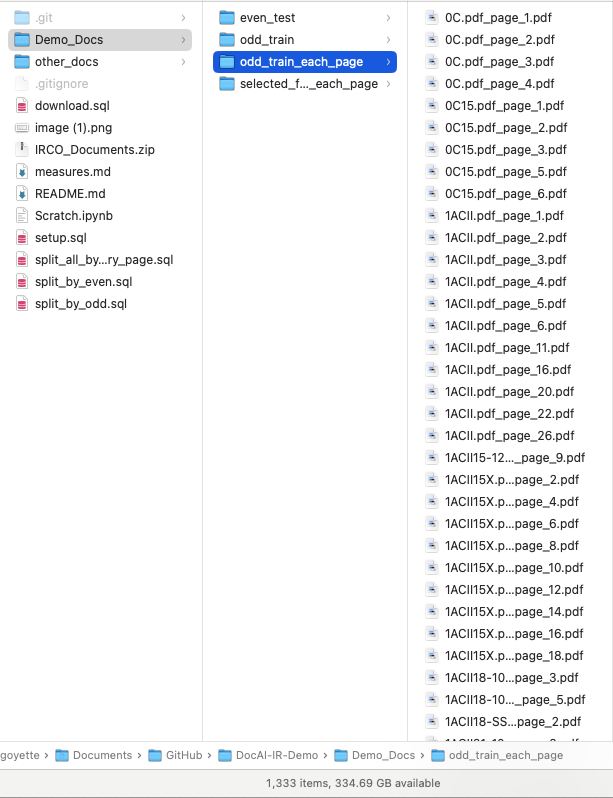 .git
Demo_Docs
other_docs
.gitignore
download.sql
image (1).png
IRCO_Documents.zip
measures.md
README.md
Scratch.ipynb
setup.sql
split_all_by...ry_page.sql
split_by_even.sql
split_by_odd.sql
even_test
odd_train
odd_train_each_page
selected_f..._each_page
0C.pdf_page_1.pdf
0C.pdf_page_2.pdf
0C.pdf_page_3.pdf
0C.pdf_page_4.pdf
0C15.pdf_page_1.pdf
0C15.pdf_page_2.pdf
0C15.pdf_page_3.pdf
0C15.pdf_page_5.pdf
0C15.pdf_page_6.pdf
1ACII.pdf_page_1.pdf
1ACII.pdf_page_2.pdf
1ACII.pdf_page_3.pdf
1ACII.pdf_page_4.pdf
1ACII.pdf_page_5.pdf
1ACII.pdf_page_6.pdf
1ACII.pdf_page_11.pdf
1ACII.pdf_page_16.pdf
1ACII.pdf_page_20.pdf
1ACII.pdf_page_22.pdf
1ACII.pdf_page_26.pdf
1ACII15-12..._page_9.pdf
1ACII15X.p...page_2.pdf
1ACII15X.p...page_4.pdf
1ACII15X.p...page_6.pdf
1ACII15X.p...page_8.pdf
1ACII15X.p...page_10.pdf
1ACII15X.p...page_12.pdf
1ACII15X.p...page_14.pdf
1ACII15X.p...page_16.pdf
1ACII15X.p...page_18.pdf
1ACII18-10...page_3.pdf
1ACII18-10..._page_5.pdf
1ACII18-SS...page_2.pdf
goyette › Documents › GitHub › DocAI-IR-Demo › Demo_Docs › odd_train_each_page
1,333 items, 334.69 GB available